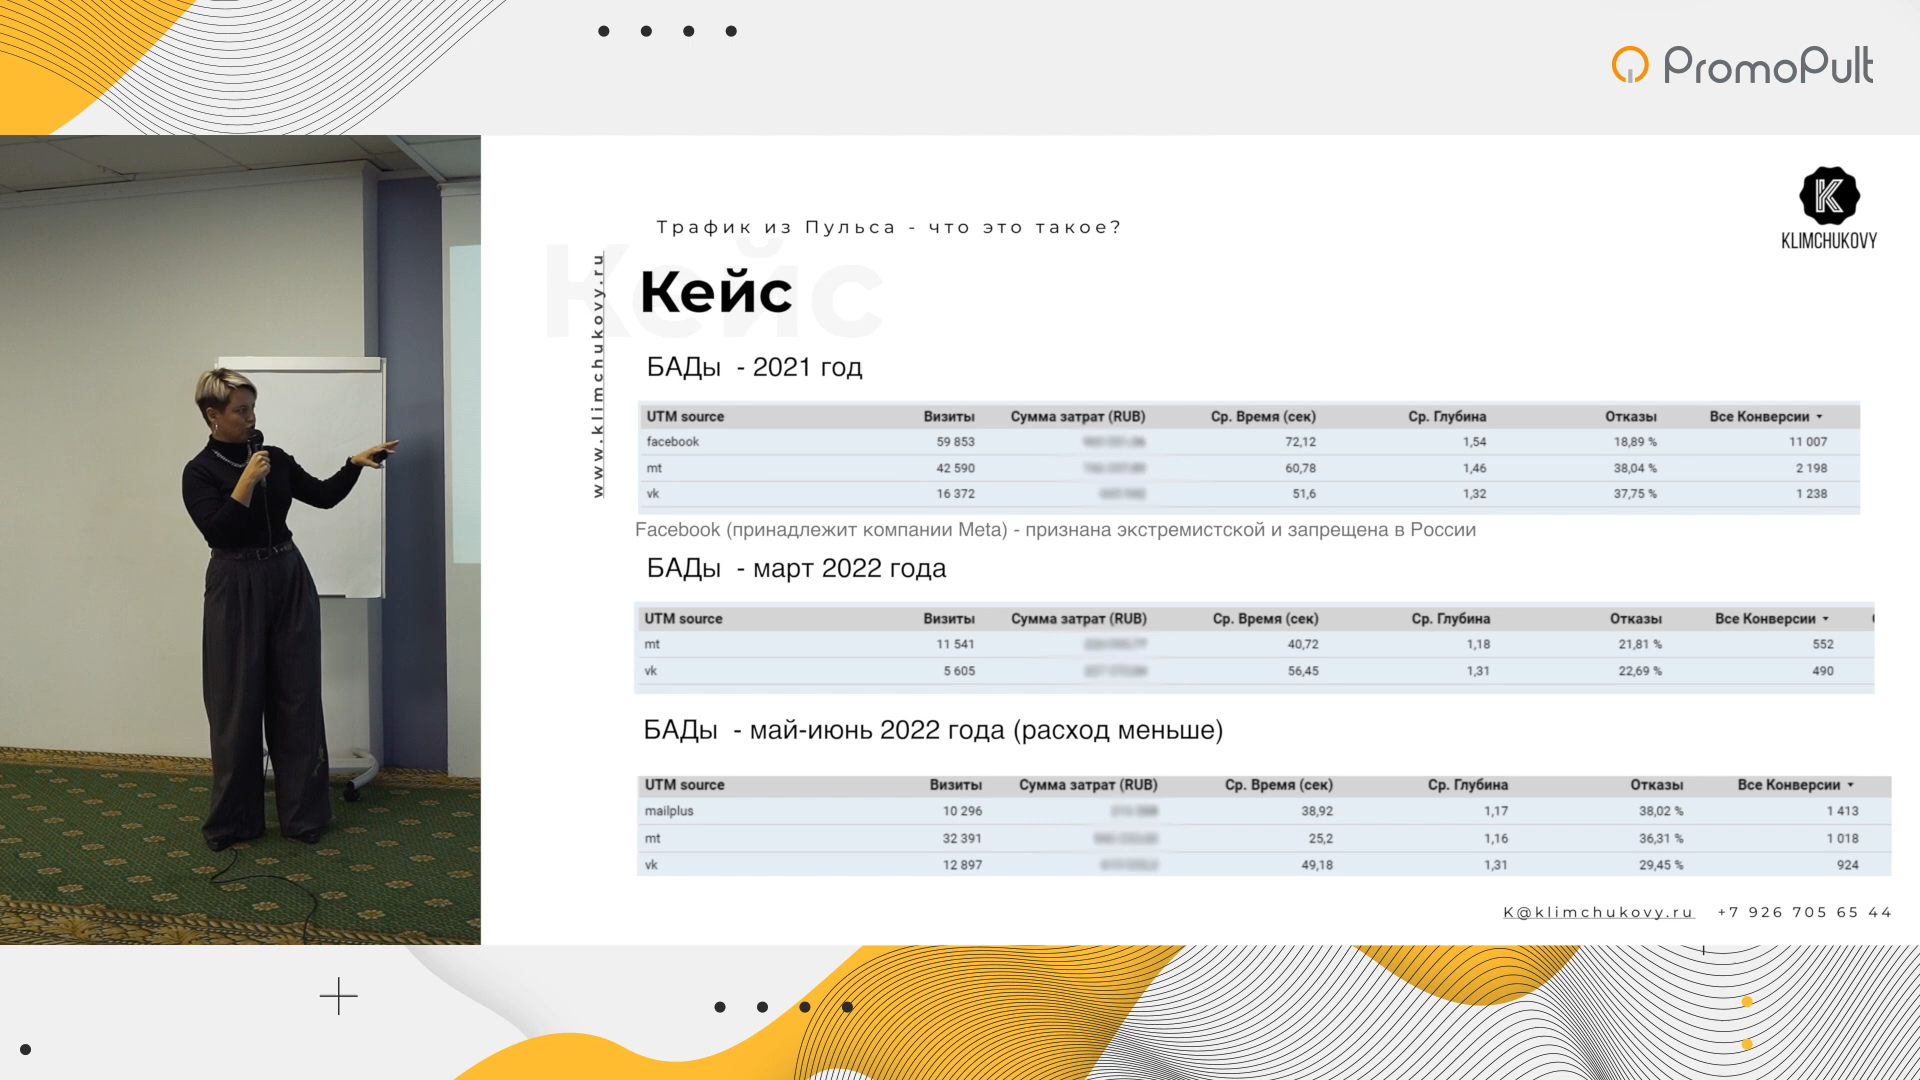 PromoPult
K
KLIMCHUKOVY
Трафик из Пульса - что это такое?
www.klimchukovy.ru
Кейс
Кейс
БАДы - 2021 год
UTM source Визиты Сумма затрат (RUB) Ср. Время (сек) Ср. Глубина Отказы Все Конверсии
facebook 59 853 72,12 1,54 18,89 % 11 007
mt 42 590 60,78 1,46 38,04 % 2 198
vk 16 372 51,6 1,32 37,75 % 1 238
Facebook (принадлежит компании Meta) - признана экстремистской и запрещена в России
БАДы - март 2022 года
UTM source Визиты Сумма затрат (RUB) Ср. Время (сек) Ср. Глубина Отказы Все Конверсии
mt 11 541 40,72 1,18 21,81 % 552
vk 5 605 56,45 1,31 22,69 % 490
БАДы - май-июнь 2022 года (расход меньше)
UTM source Визиты Сумма затрат (RUB) Ср. Время (сек) Ср. Глубина Отказы Все Конверсии
mailplus 10 296 38,92 1,17 38,02 % 1 413
mt 32 391 25,2 1,16 36,31 % 1 018
vk 12 897 49,18 1,31 29,45 % 924
K@klimchukovy.ru +7 926 705 65 44